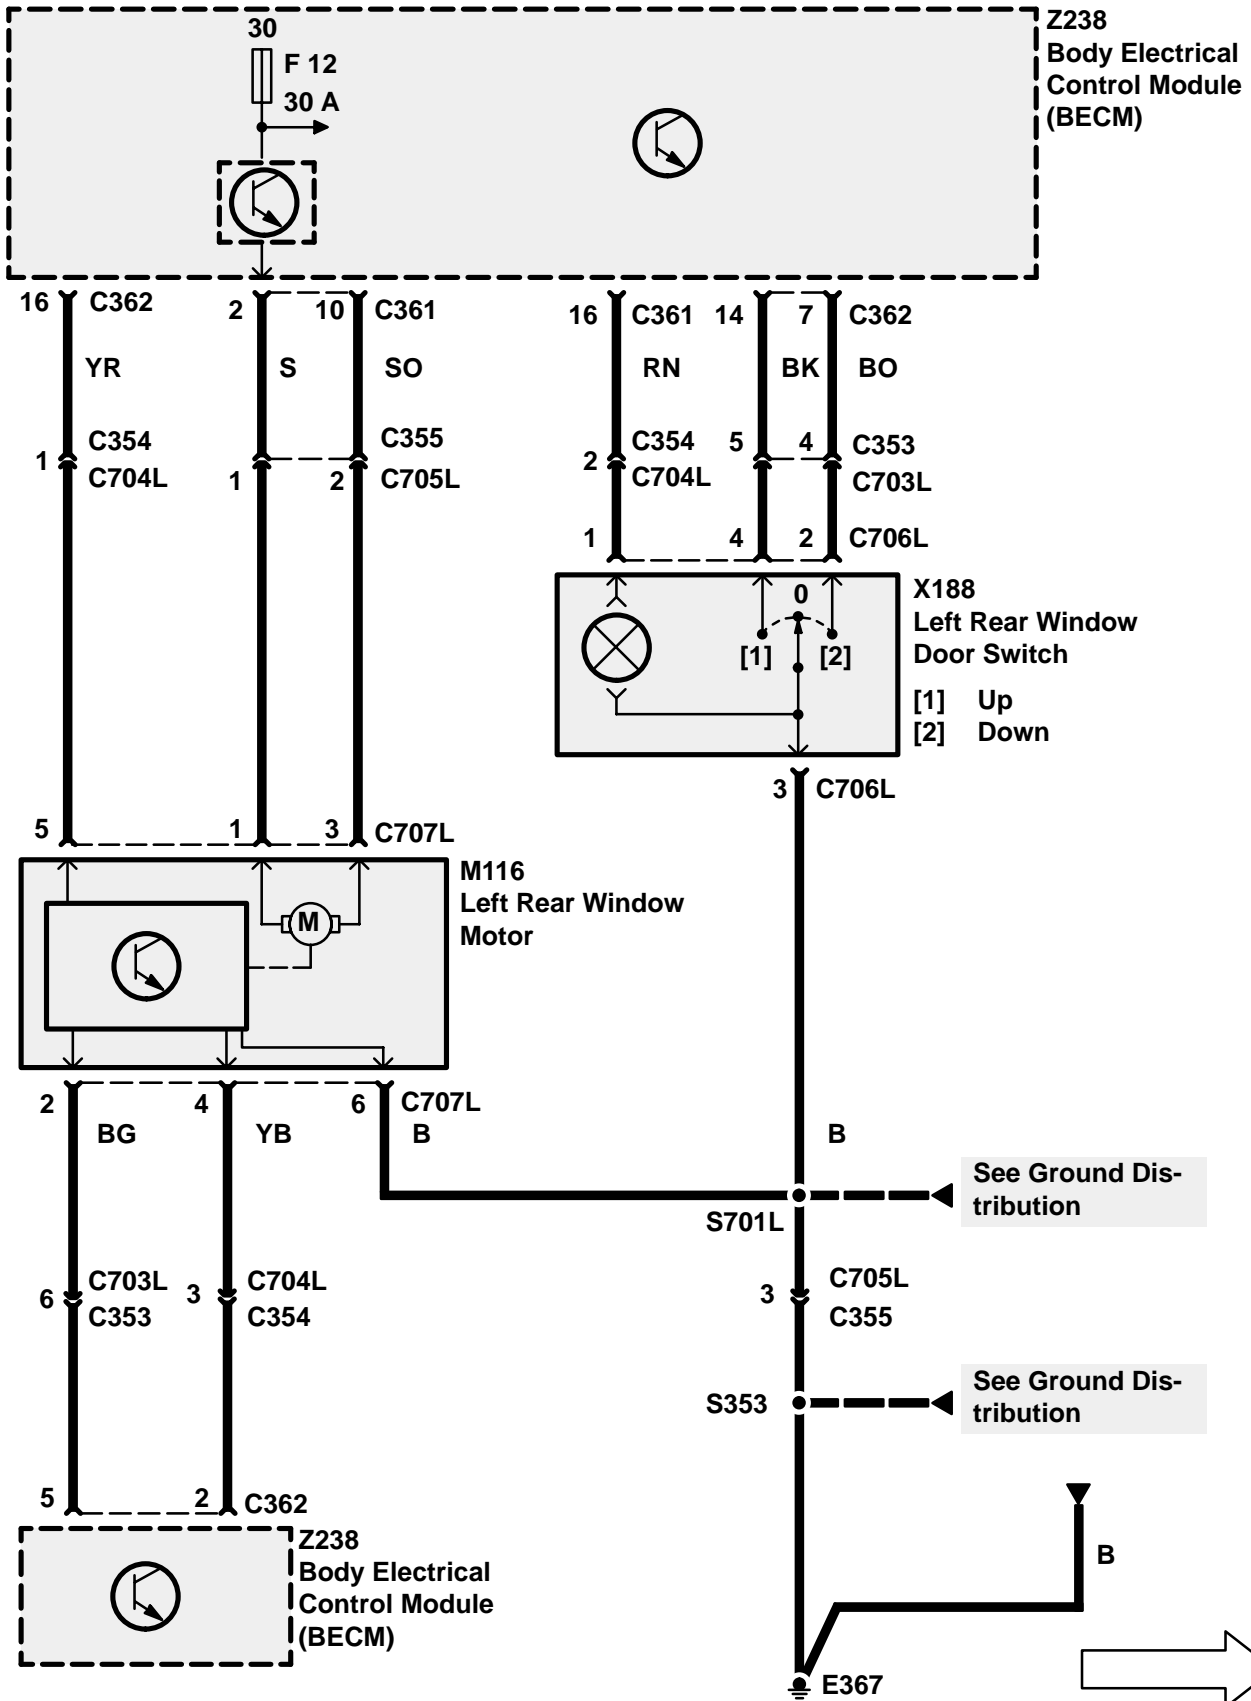 30
F 12
30 A
Z238
Body Electrical
Control Module
(BECM)
16 C362 2 10 C361 16 C361 14 7 C362
YR S SO RN BK BO
1 C354 C355 2 C354 5 4 C353
C704L 1 2 C705L C704L C703L
1 4 2 C706L
0
[1] [2]
X188
Left Rear Window
Door Switch
[1] Up
[2] Down
3 C706L
5 1 3 C707L
M
M116
Left Rear Window
Motor
2 4 6 C707L
BG YB B B
S701L
See Ground Dis-
tribution
6 C703L 3 C704L 3 C705L
C353 C354 C355
S353
See Ground Dis-
tribution
5 2 C362
Z238
Body Electrical
Control Module
(BECM)
B
E367